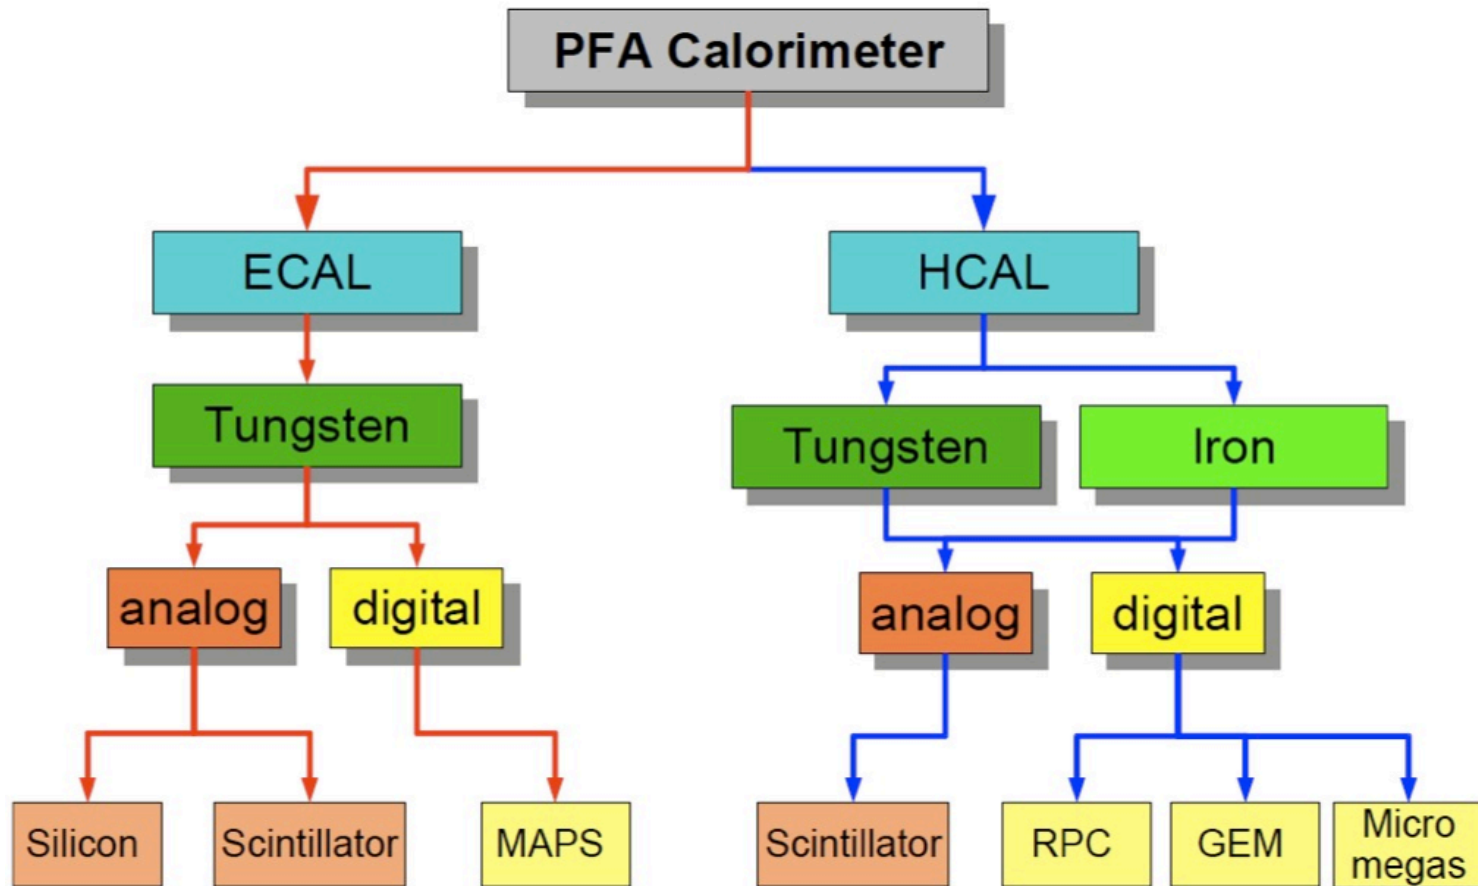 PFA Calorimeter
ECAL
HCAL
Tungsten
Tungsten
Iron
analog
digital
analog
digital
Silicon
Scintillator
MAPS
Scintillator
RPC
GEM
Micro
megas